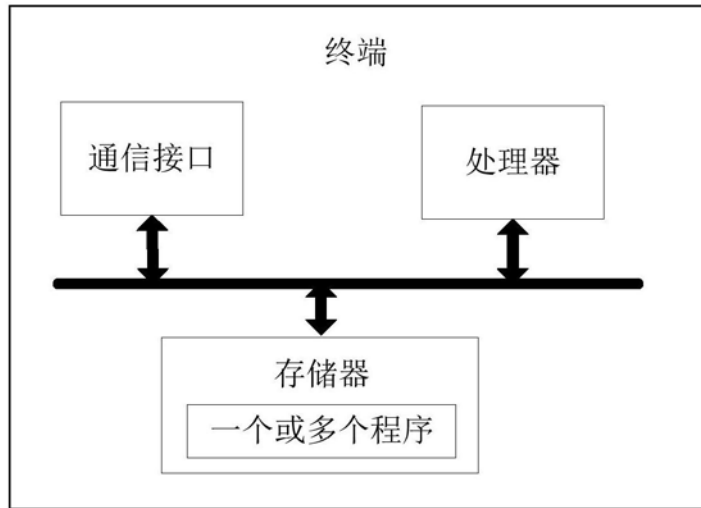 终端
通信接口
处理器
存储器
一个或多个程序